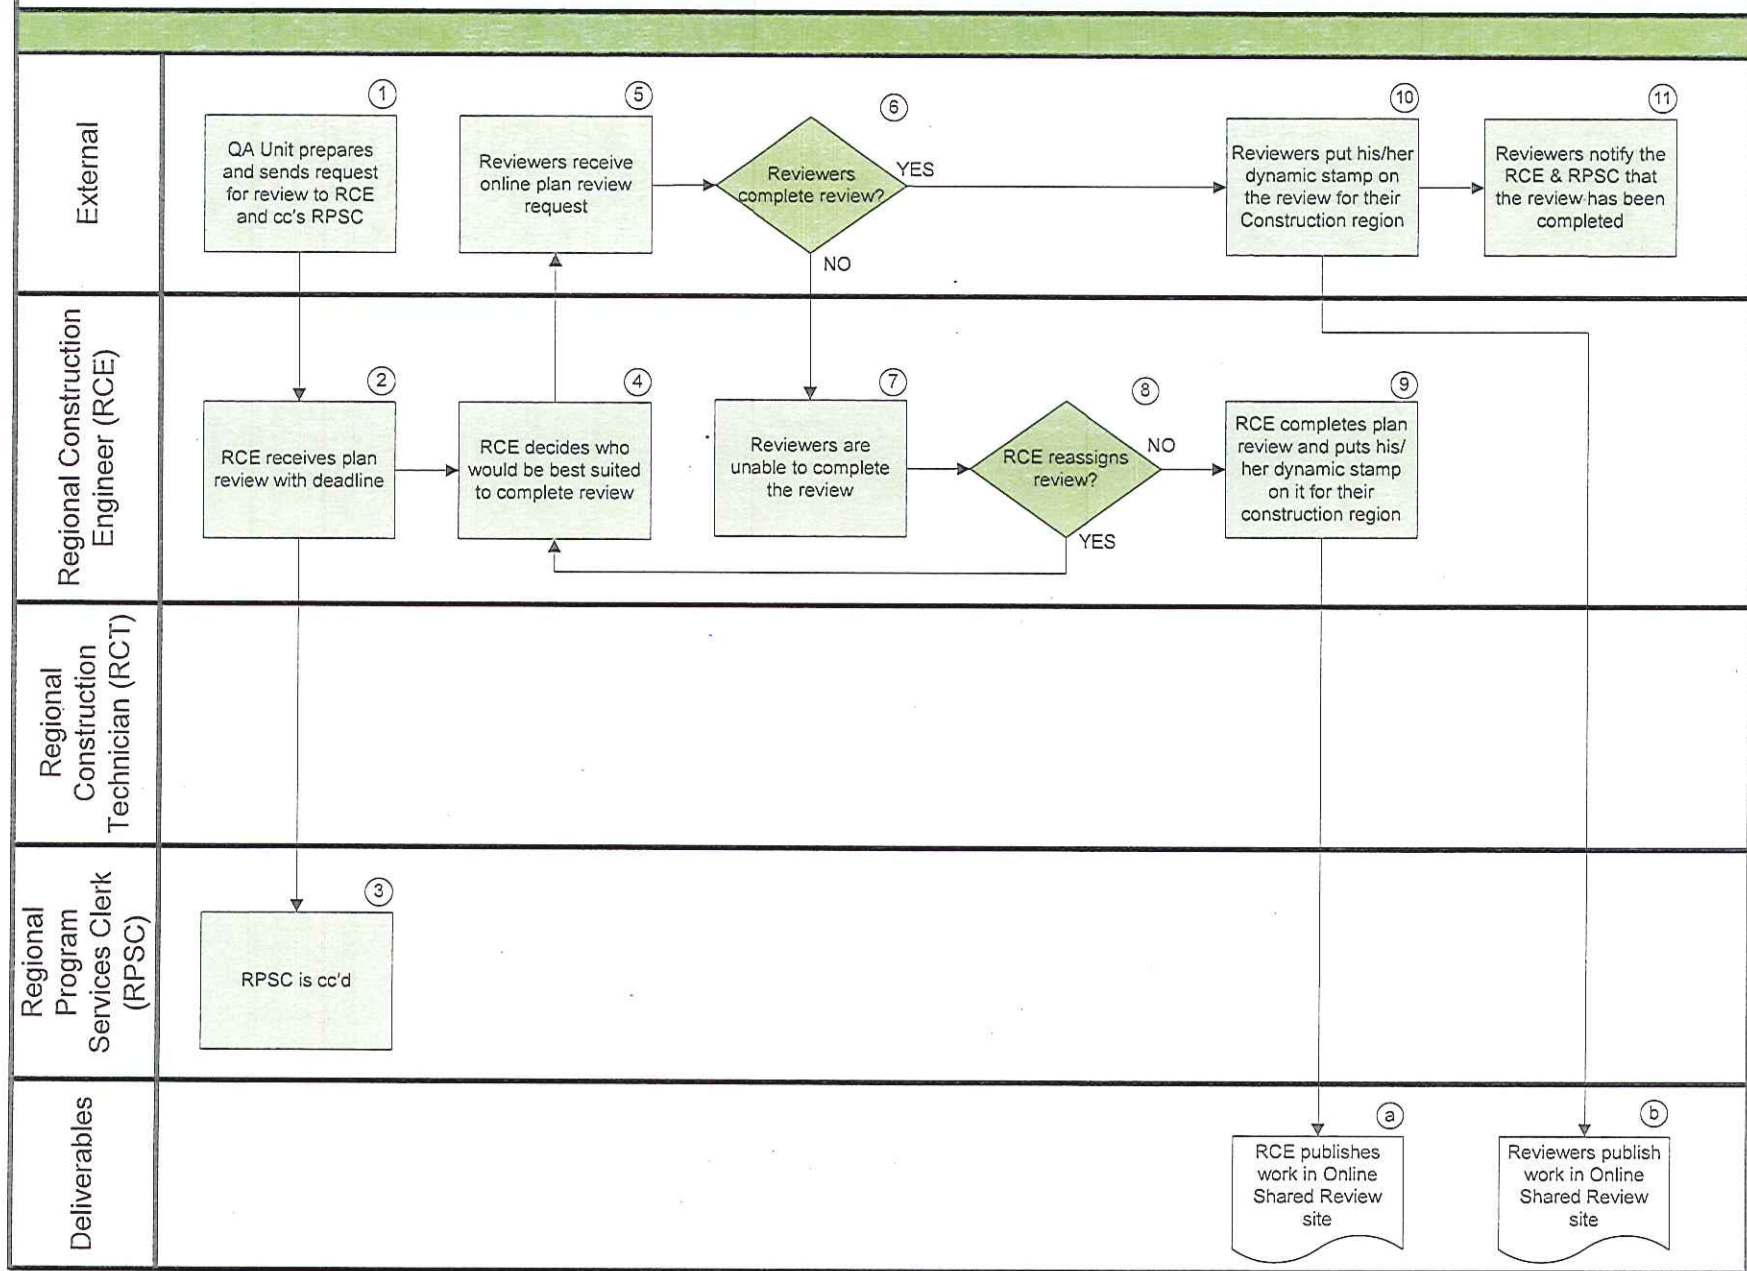 External
1
QA Unit prepares
and sends request
for review to RCE
and cc's RPSC
5
Reviewers receive
online plan review
request
6
Reviewers
complete review?
YES
NO
10
Reviewers put his/her
dynamic stamp on
the review for their
Construction region
11
Reviewers notify the
RCE & RPSC that
the review has been
completed
Regional Construction
Engineer (RCE)
2
RCE receives plan
review with deadline
4
RCE decides who
would be best suited
to complete review
7
Reviewers are
unable to complete
the review
8
RCE reassigns
review?
NO
YES
9
RCE completes plan
review and puts his/
her dynamic stamp
on it for their
construction region
Regional
Construction
Technician (RCT)
Regional
Program
Services Clerk
(RPSC)
3
RPSC is cc'd
Deliverables
a
RCE publishes
work in Online
Shared Review
site
b
Reviewers publish
work in Online
Shared Review
site